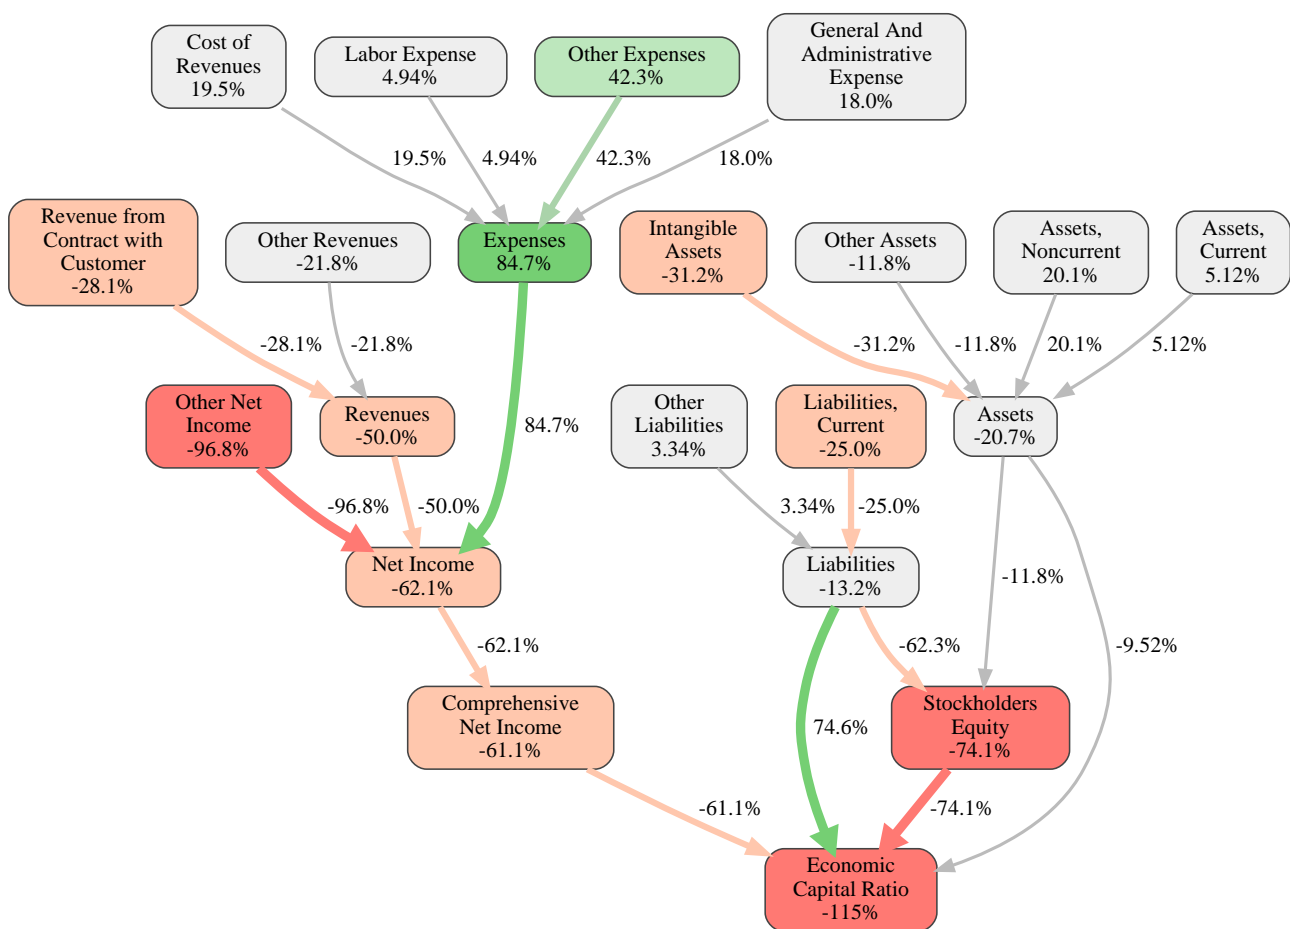 Cost of
Revenues
19.5%
Labor Expense
4.94%
Other Expenses
42.3%
General And
Administrative
Expense
18.0%
19.5%
4.94%
42.3%
18.0%
Revenue from
Contract with
Customer
-28.1%
Other Revenues
-21.8%
Expenses
84.7%
Intangible
Assets
-31.2%
Other Assets
-11.8%
Assets,
Noncurrent
20.1%
Assets,
Current
5.12%
-28.1%
-21.8%
-31.2%
-11.8%
20.1%
5.12%
Other Net
Income
-96.8%
Revenues
-50.0%
84.7%
Other
Liabilities
3.34%
Liabilities,
Current
-25.0%
Assets
-20.7%
-96.8%
-50.0%
3.34%
-25.0%
Net Income
-62.1%
Liabilities
-13.2%
-11.8%
-62.1%
-62.3%
-9.52%
Comprehensive
Net Income
-61.1%
74.6%
Stockholders
Equity
-74.1%
-61.1%
-74.1%
Economic
Capital Ratio
-115%